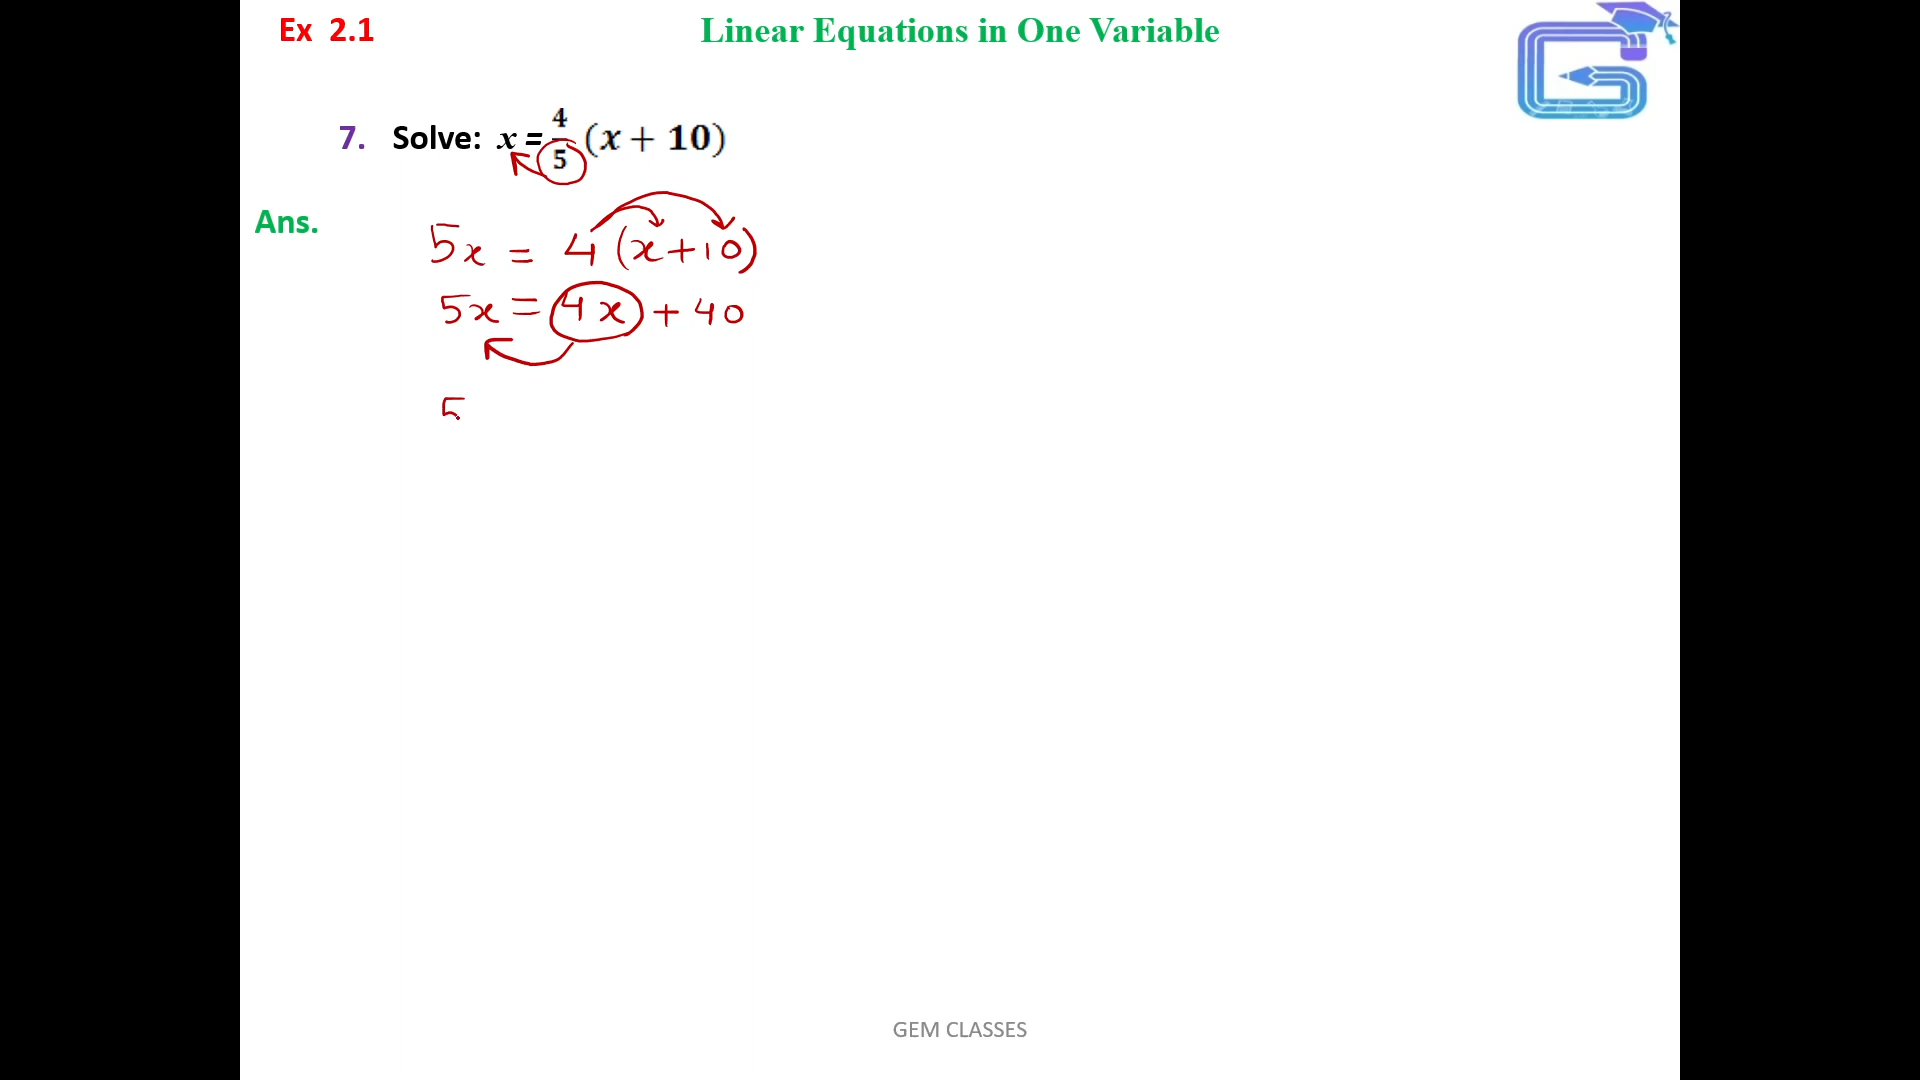 Ex 2.1
Linear Equations in One Variable
7. Solve: x = 4/5 (x + 10)
Ans.
5x = 4(x+10)
5x = 4x + 40
5
GEM CLASSES